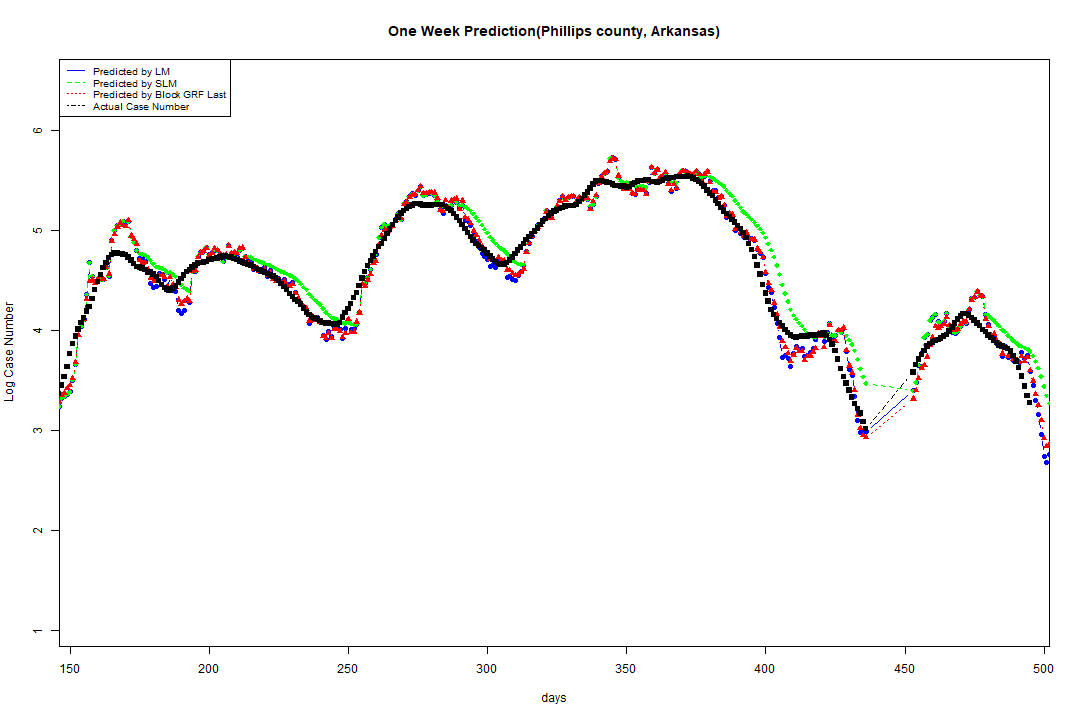 One Week Prediction(Phillips county, Arkansas)
Predicted by LM
Predicted by SLM
Predicted by Block GRF Last
Actual Case Number
Log Case Number
6
5
4
3
2
1
150 200 250 300 350 400 450 500
days